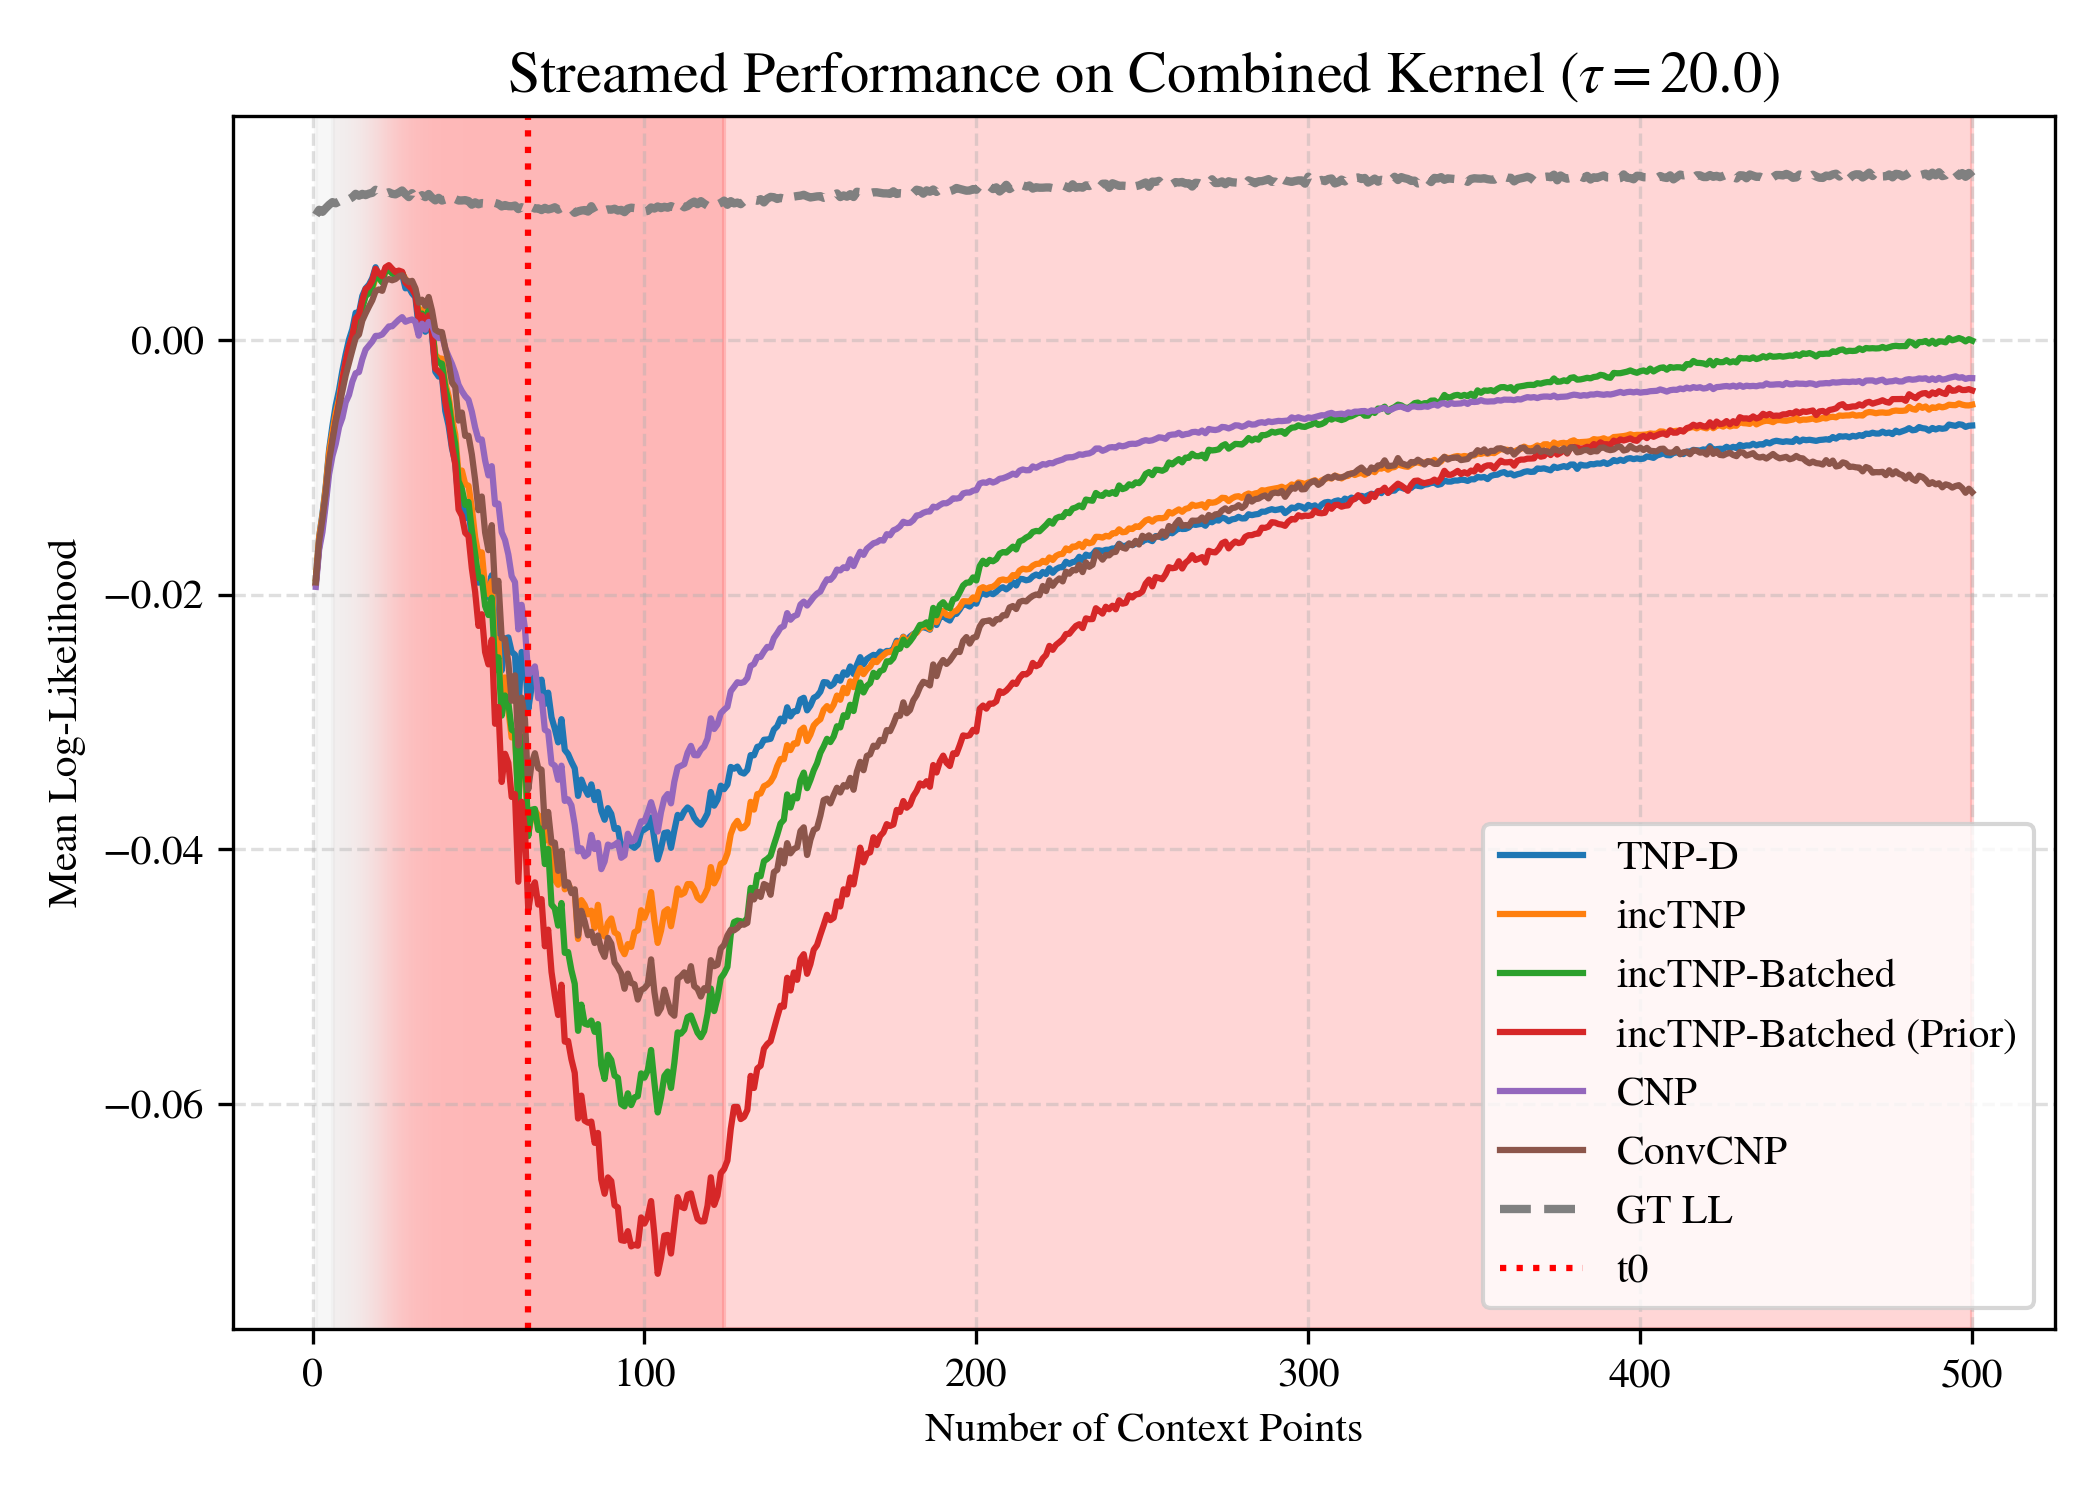 Streamed Performance on Combined Kernel (τ = 20.0)
Mean Log-Likelihood
0.00
−0.02
−0.04
−0.06
TNP-D
incTNP
incTNP-Batched
incTNP-Batched (Prior)
CNP
ConvCNP
GT LL
t0
0 100 200 300 400 500
Number of Context Points